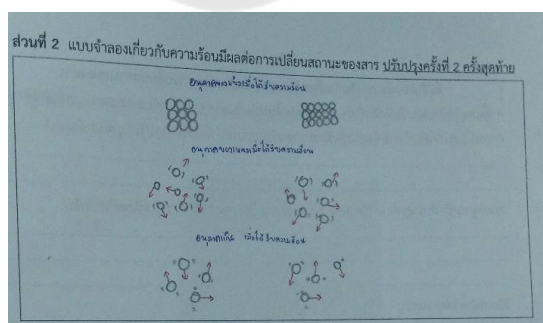 ส่วนที่ 2 แบบจำลองเกี่ยวกับความร้อนมีผลต่อการเปลี่ยนสถานะของสาร ปรับปรุงครั้งที่ 2 ครั้งสุดท้าย
อนุภาคของแข็งเมื่อได้รับความร้อน
อนุภาคของเหลวเมื่อได้รับความร้อน
อนุภาคแก๊ส เมื่อได้รับความร้อน